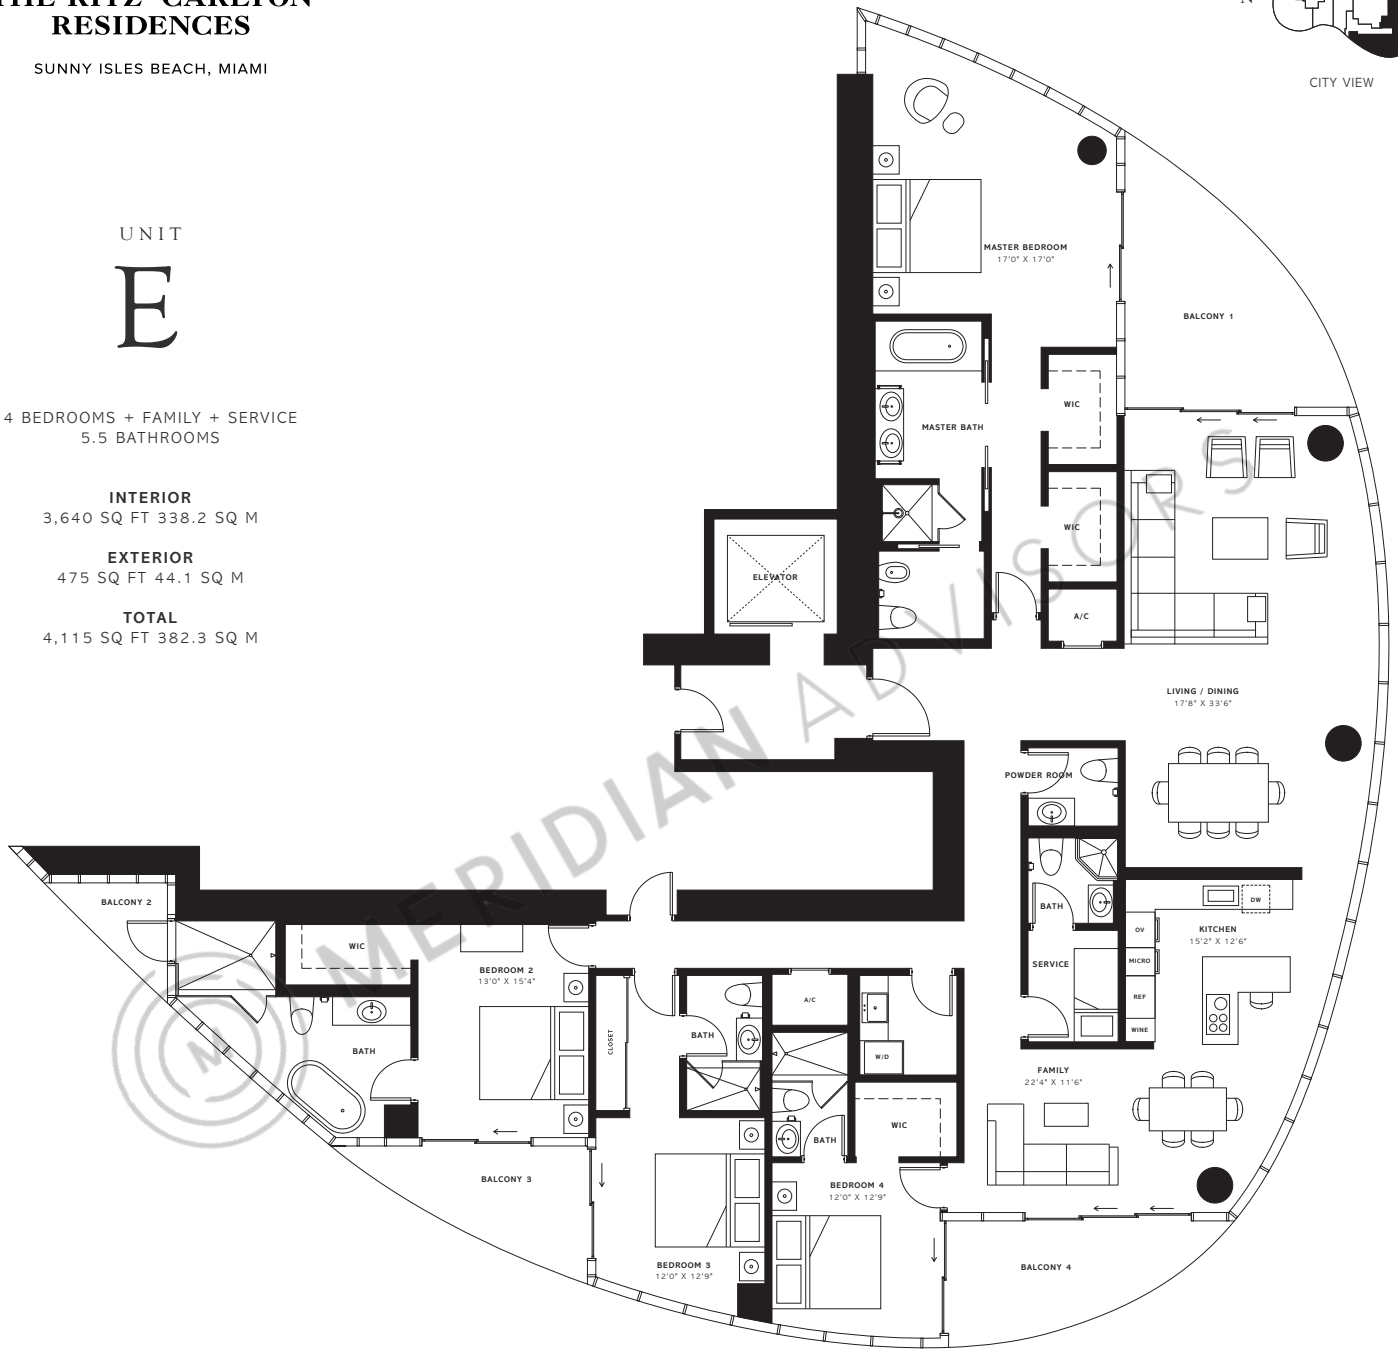 THE RITZ-CARLTON
RESIDENCES
SUNNY ISLES BEACH, MIAMI
N
CITY VIEW
UNIT
E
4 BEDROOMS + FAMILY + SERVICE
5.5 BATHROOMS
INTERIOR
3,640 SQ FT 338.2 SQ M
EXTERIOR
475 SQ FT 44.1 SQ M
TOTAL
4,115 SQ FT 382.3 SQ M
MASTER BEDROOM
17'0" X 17'0"
BALCONY 1
WIC
MASTER BATH
WIC
ELEVATOR
A/C
LIVING / DINING
17'8" X 33'6"
POWDER ROOM
BALCONY 2
BATH
DW
OV
KITCHEN
15'2" X 12'6"
WIC
MICRO
SERVICE
BEDROOM 2
13'0" X 15'4"
REF
A/C
WINE
BATH
CLOSET
BATH
W/D
FAMILY
22'4" X 11'6"
WIC
BATH
BALCONY 3
BEDROOM 4
12'0" X 12'9"
BEDROOM 3
12'0" X 12'9"
BALCONY 4
M
MERIDIAN ADVISORS